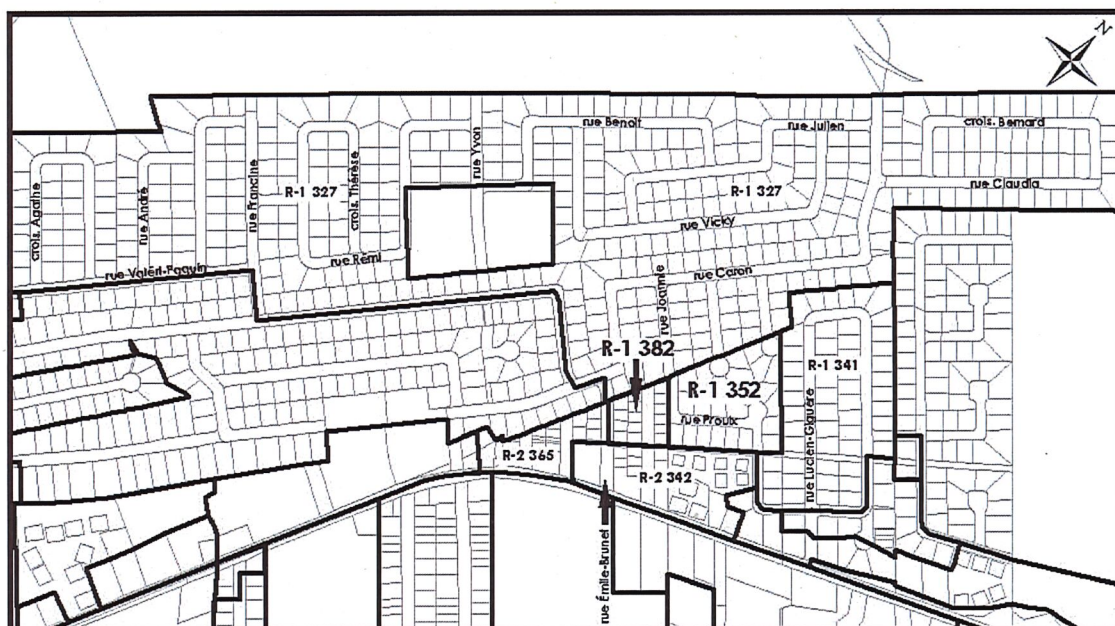 N
rue Benoit
rue Julien
crois. Bernard
rue Yvon
crois. Thérèse
rue Francine
rue André
crois. Agathe
R-1 327
R-1 327
rue Claudia
rue Vicky
rue Rémi
rue Valéri-Paquin
rue Caron
rue Joannie
R-1 382
R-1 352
R-1 341
rue Proulx
rue Lucien-Giguère
R-2 365
R-2 342
rue Émile-Brunet